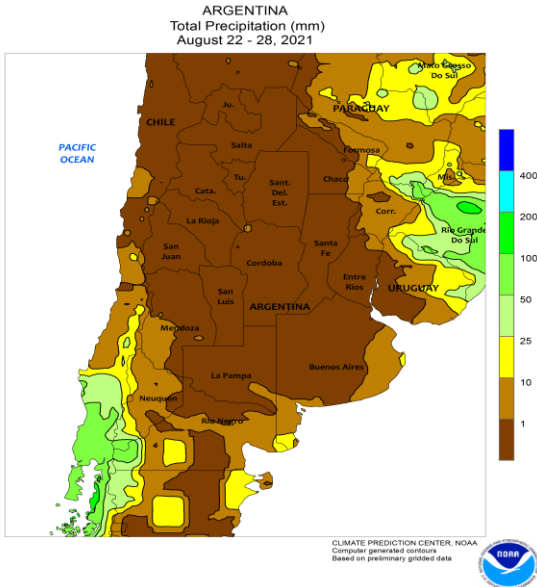 ARGENTINA
Total Precipitation (mm)
August 22 - 28, 2021
Mato Grosso
Do Sul
Ju.
PARAGUAY
CHILE
PACIFIC
OCEAN
Salta
Formosa
Tu.
Chaco
Mis.
Cata.
Sant.
Del.
Est.
Corr.
La Rioja
Rio Grande
Do Sul
San
Juan
Santa
Fe
Cordoba
Entre
Rios
URUGUAY
San
Luis
ARGENTINA
Mendoza
La Pampa
Buenos Aires
Neuquen
Rio Negro
400
200
100
50
25
10
1
CLIMATE PREDICTION CENTER, NOAA
Computer generated contours
Based on preliminary gridded data
NOAA